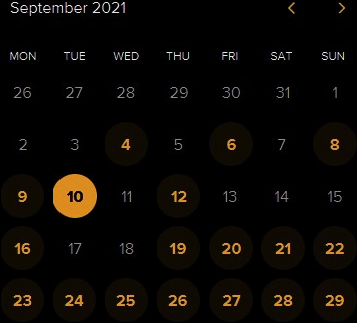 September 2021
MON TUE WED THU FRI SAT SUN
26 27 28 29 30 31 1
2 3 4 5 6 7 8
9 10 11 12 13 14 15
16 17 18 19 20 21 22
23 24 25 26 27 28 29